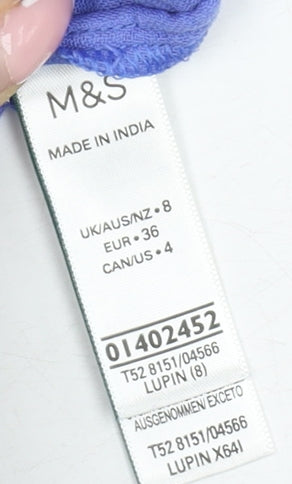 M&S
MADE IN INDIA
UK/AUS/NZ • 8
EUR • 36
CAN/US • 4
01402452
T52 8151/04566
LUPIN (8)
AUSGENOMMEN/EXCETO
T52 8151/04566
LUPIN X64I